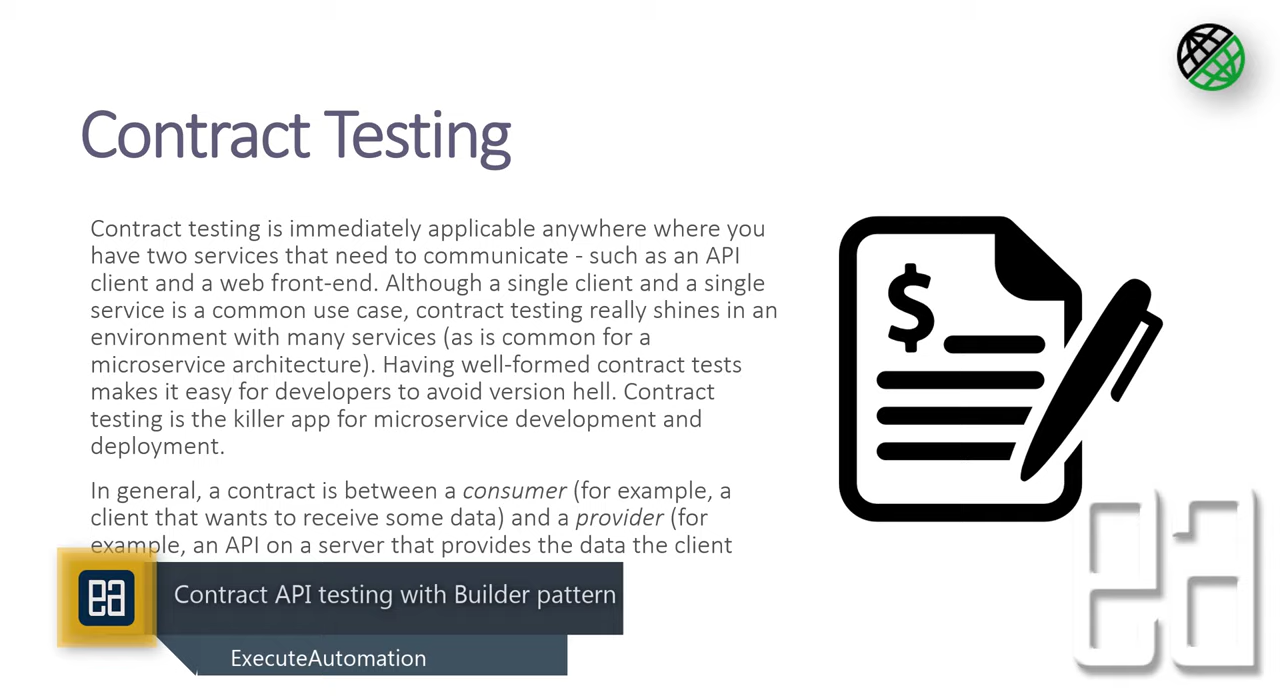 Contract Testing
Contract testing is immediately applicable anywhere where you
have two services that need to communicate - such as an API
client and a web front-end. Although a single client and a single
service is a common use case, contract testing really shines in an
environment with many services (as is common for a
microservice architecture). Having well-formed contract tests
makes it easy for developers to avoid version hell. Contract
testing is the killer app for microservice development and
deployment.
In general, a contract is between a consumer (for example, a
client that wants to receive some data) and a provider (for
example, an API on a server that provides the data the client
$
ea
Contract API testing with Builder pattern
ExecuteAutomation
ea